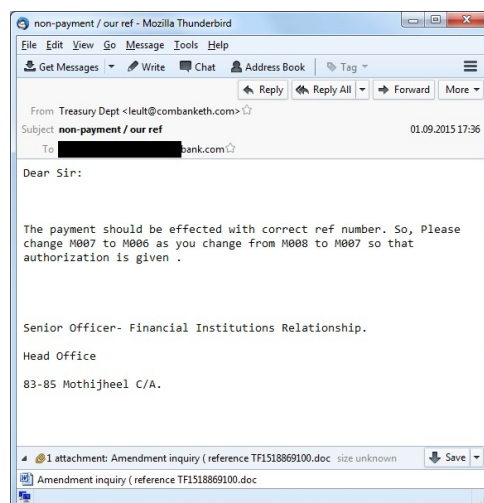 non-payment / our ref - Mozilla Thunderbird
File Edit View Go Message Tools Help
Get Messages Write Chat Address Book Tag
Reply Reply All Forward More
From Treasury Dept <leult@combanketh.com>
Subject non-payment / our ref 01.09.2015 17:36
To bank.com
Dear Sir:
The payment should be effected with correct ref number. So, Please
change M007 to M006 as you change from M008 to M007 so that
authorization is given .
Senior Officer- Financial Institutions Relationship.
Head Office
83-85 Mothijheel C/A.
1 attachment: Amendment inquiry ( reference TF1518869100.doc size unknown Save
Amendment inquiry ( reference TF1518869100.doc